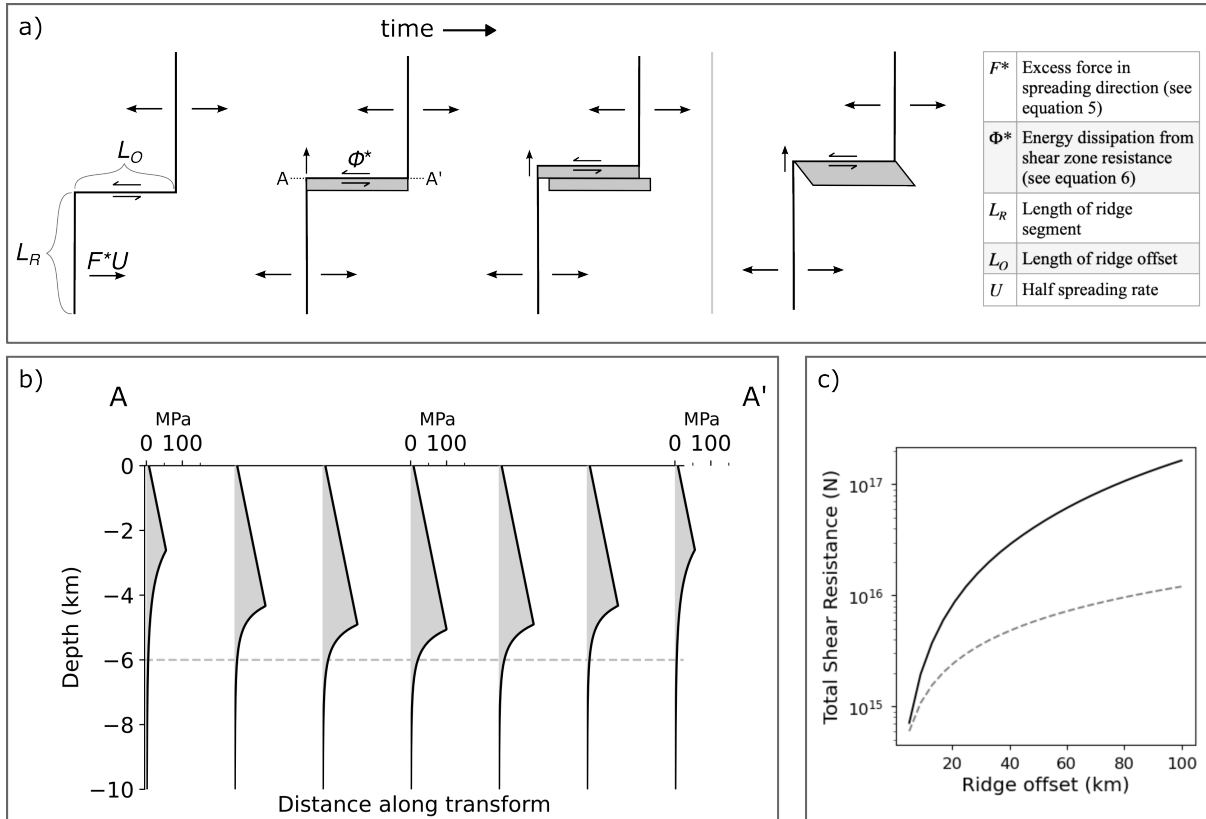 a)
time
F* Excess force in
spreading direction (see
equation 5)
Φ* Energy dissipation from
shear zone resistance
(see equation 6)
L_R Length of ridge
segment
L_O Length of ridge offset
U Half spreading rate
L_O
L_R
F*U
Φ*
A A'
b)
A A'
MPa MPa MPa
0 100 0 100 0 100
0
−2
−4
−6
−8
−10
Depth (km)
Distance along transform
c)
10^17
10^16
10^15
Total Shear Resistance (N)
20 40 60 80 100
Ridge offset (km)